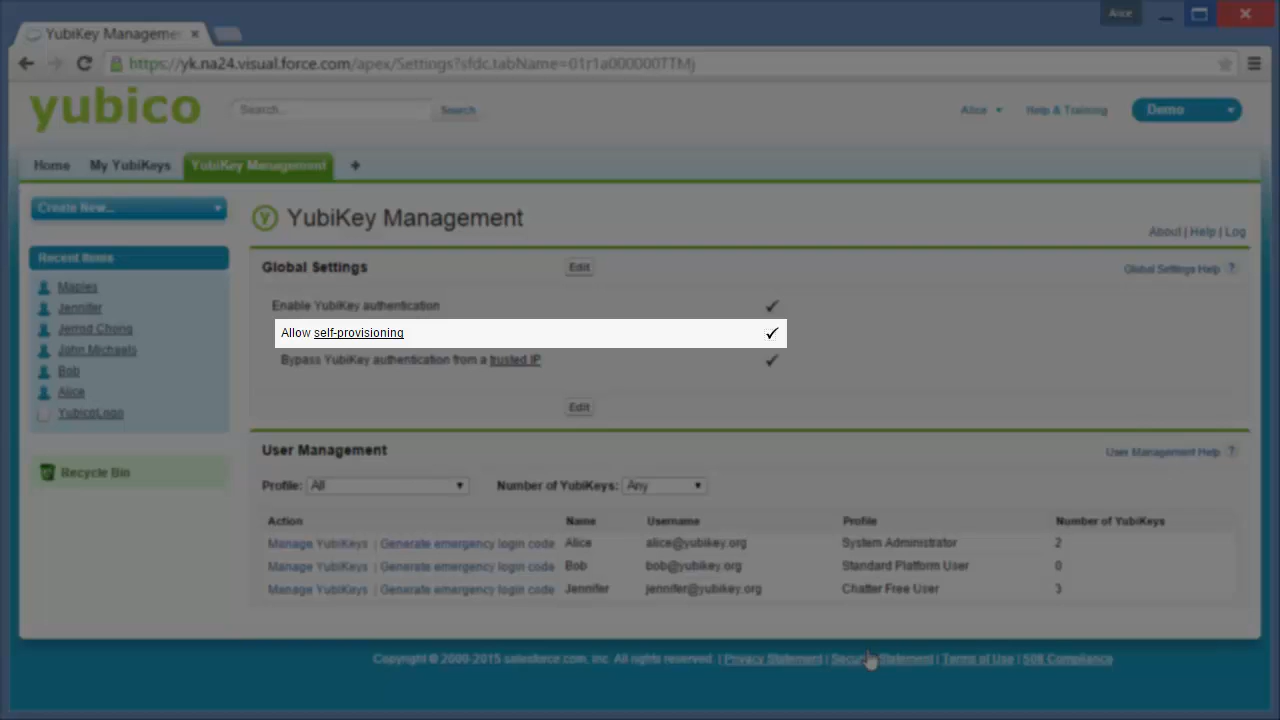 Alice
YubiKey Manageme
https://yk.na24.visual.force.com/apex/Settings?sfdc.tabName=01r1a000000TTMj
yubico
Search...
Search
Alice
Help & Training
Demo
Home
My YubiKeys
YubiKey Management
+
Create New...
Recent Items
Maples
Jennifer
Jerrod Chong
John Michaels
Bob
Alice
YubicoLogo
Recycle Bin
YubiKey Management
About | Help | Log
Global Settings
Edit
Global Settings Help ?
Enable YubiKey authentication ✓
Allow self-provisioning ✓
Bypass YubiKey authentication from a trusted IP ✓
Edit
User Management
User Management Help ?
Profile: All Number of YubiKeys: Any
Action Name Username Profile Number of YubiKeys
Manage YubiKeys | Generate emergency login code Alice alice@yubikey.org System Administrator 2
Manage YubiKeys | Generate emergency login code Bob bob@yubikey.org Standard Platform User 0
Manage YubiKeys | Generate emergency login code Jennifer jennifer@yubikey.org Chatter Free User 3
Copyright © 2000-2015 salesforce.com, inc. All rights reserved. | Privacy Statement | Security Statement | Terms of Use | 508 Compliance